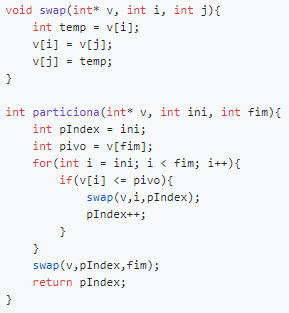 void swap(int* v, int i, int j){
    int temp = v[i];
    v[i] = v[j];
    v[j] = temp;
}

int particiona(int* v, int ini, int fim){
    int pIndex = ini;
    int pivo = v[fim];
    for(int i = ini; i < fim; i++){
        if(v[i] <= pivo){
            swap(v,i,pIndex);
            pIndex++;
        }
    }
    swap(v,pIndex,fim);
    return pIndex;
}